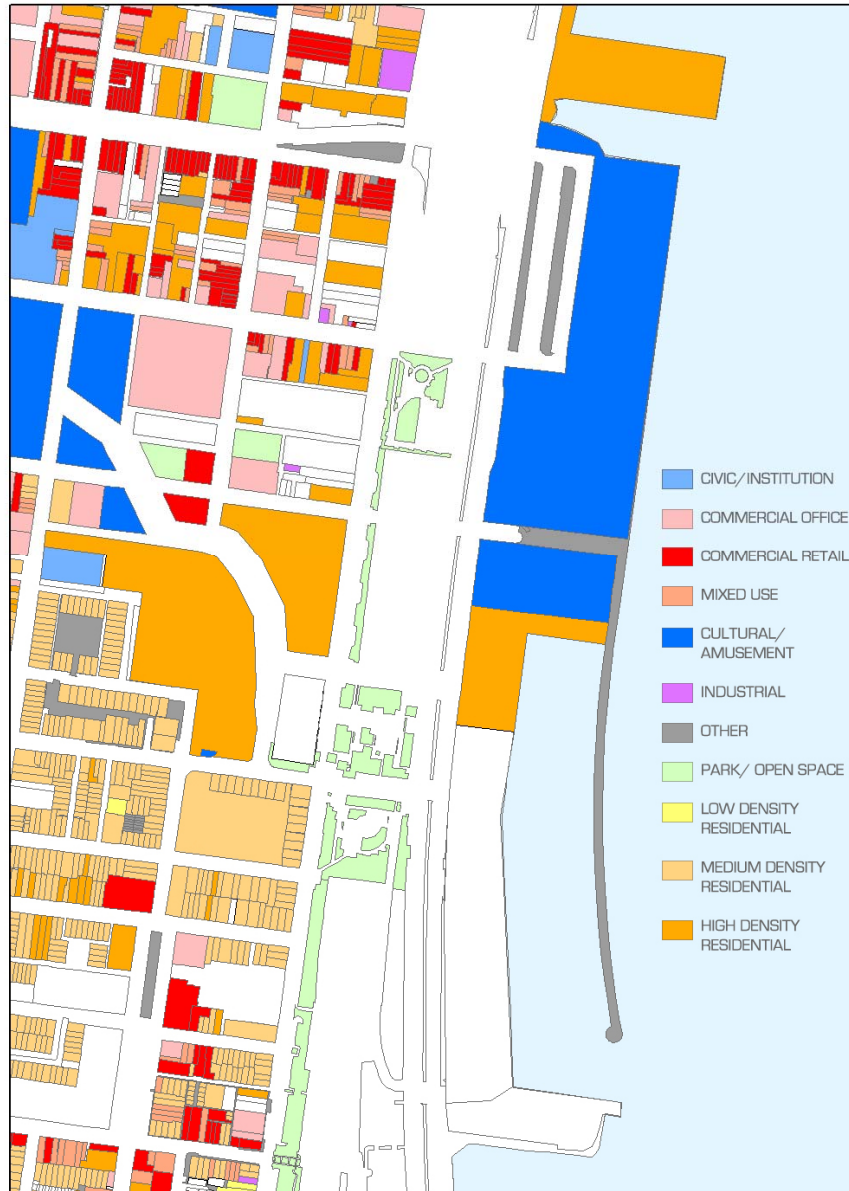 CIVIC/INSTITUTION
COMMERCIAL OFFICE
COMMERCIAL RETAIL
MIXED USE
CULTURAL/
AMUSEMENT
INDUSTRIAL
OTHER
PARK/ OPEN SPACE
LOW DENSITY
RESIDENTIAL
MEDIUM DENSITY
RESIDENTIAL
HIGH DENSITY
RESIDENTIAL